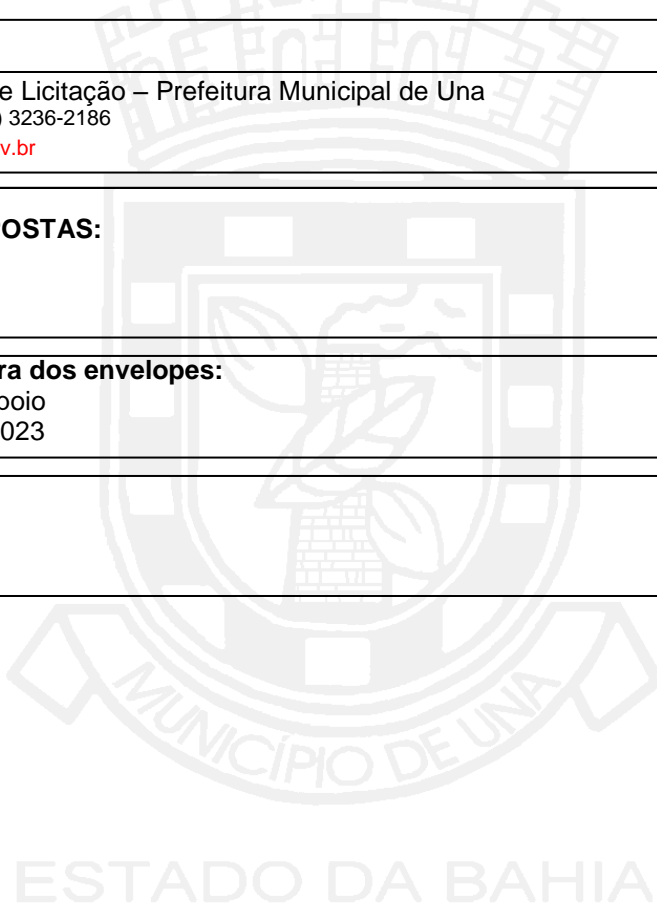 e Licitação – Prefeitura Municipal de Una
) 3236-2186
v.br
OSTAS:
ra dos envelopes:
poio
023
MUNICÍPIO DE UNA
ESTADO DA BAHIA